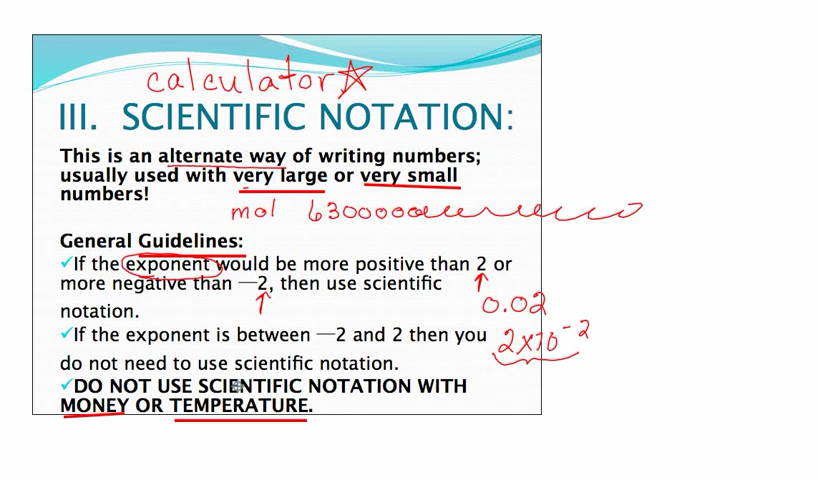 calculator
III. SCIENTIFIC NOTATION:
This is an alternate way of writing numbers;
usually used with very large or very small
numbers!
mol 6300000
General Guidelines:
✓If the exponent would be more positive than 2 or
more negative than —2, then use scientific
notation.
0.02
✓If the exponent is between —2 and 2 then you
2x10⁻²
do not need to use scientific notation.
✓DO NOT USE SCIENTIFIC NOTATION WITH
MONEY OR TEMPERATURE.